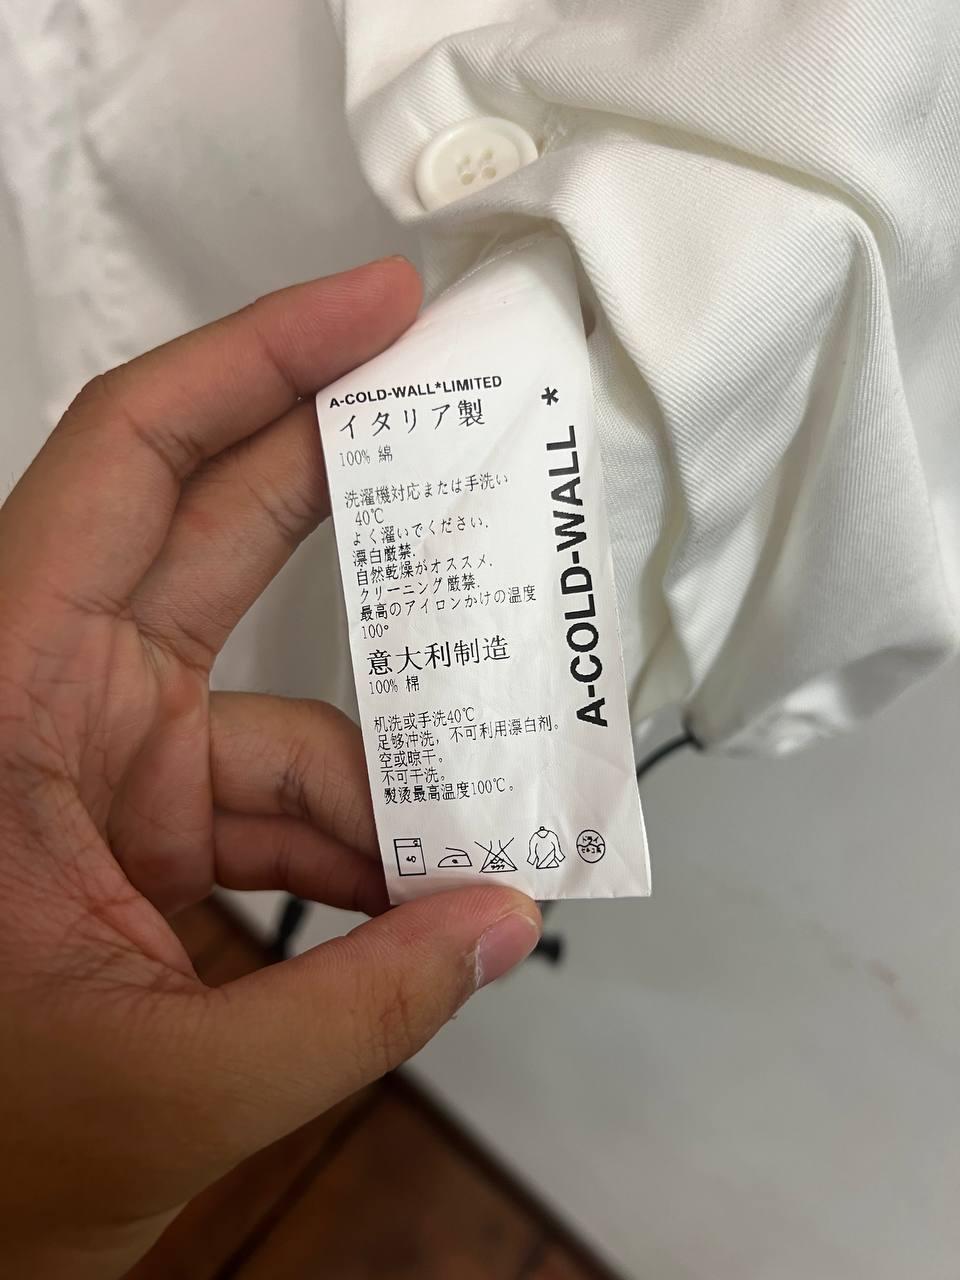 A-COLD-WALL*LIMITED
イタリア製
100% 綿
洗濯機対応または手洗い
40℃
よく濯いでください.
漂白厳禁.
自然乾燥がオススメ.
クリーニング厳禁.
最高のアイロンかけの温度
100°
意大利制造
100% 棉
机洗或手洗40℃
足够冲洗，不可利用漂白剂。
空或晾干。
不可干洗。
熨烫最高温度100℃。
40
ドライ
A-COLD-WALL *